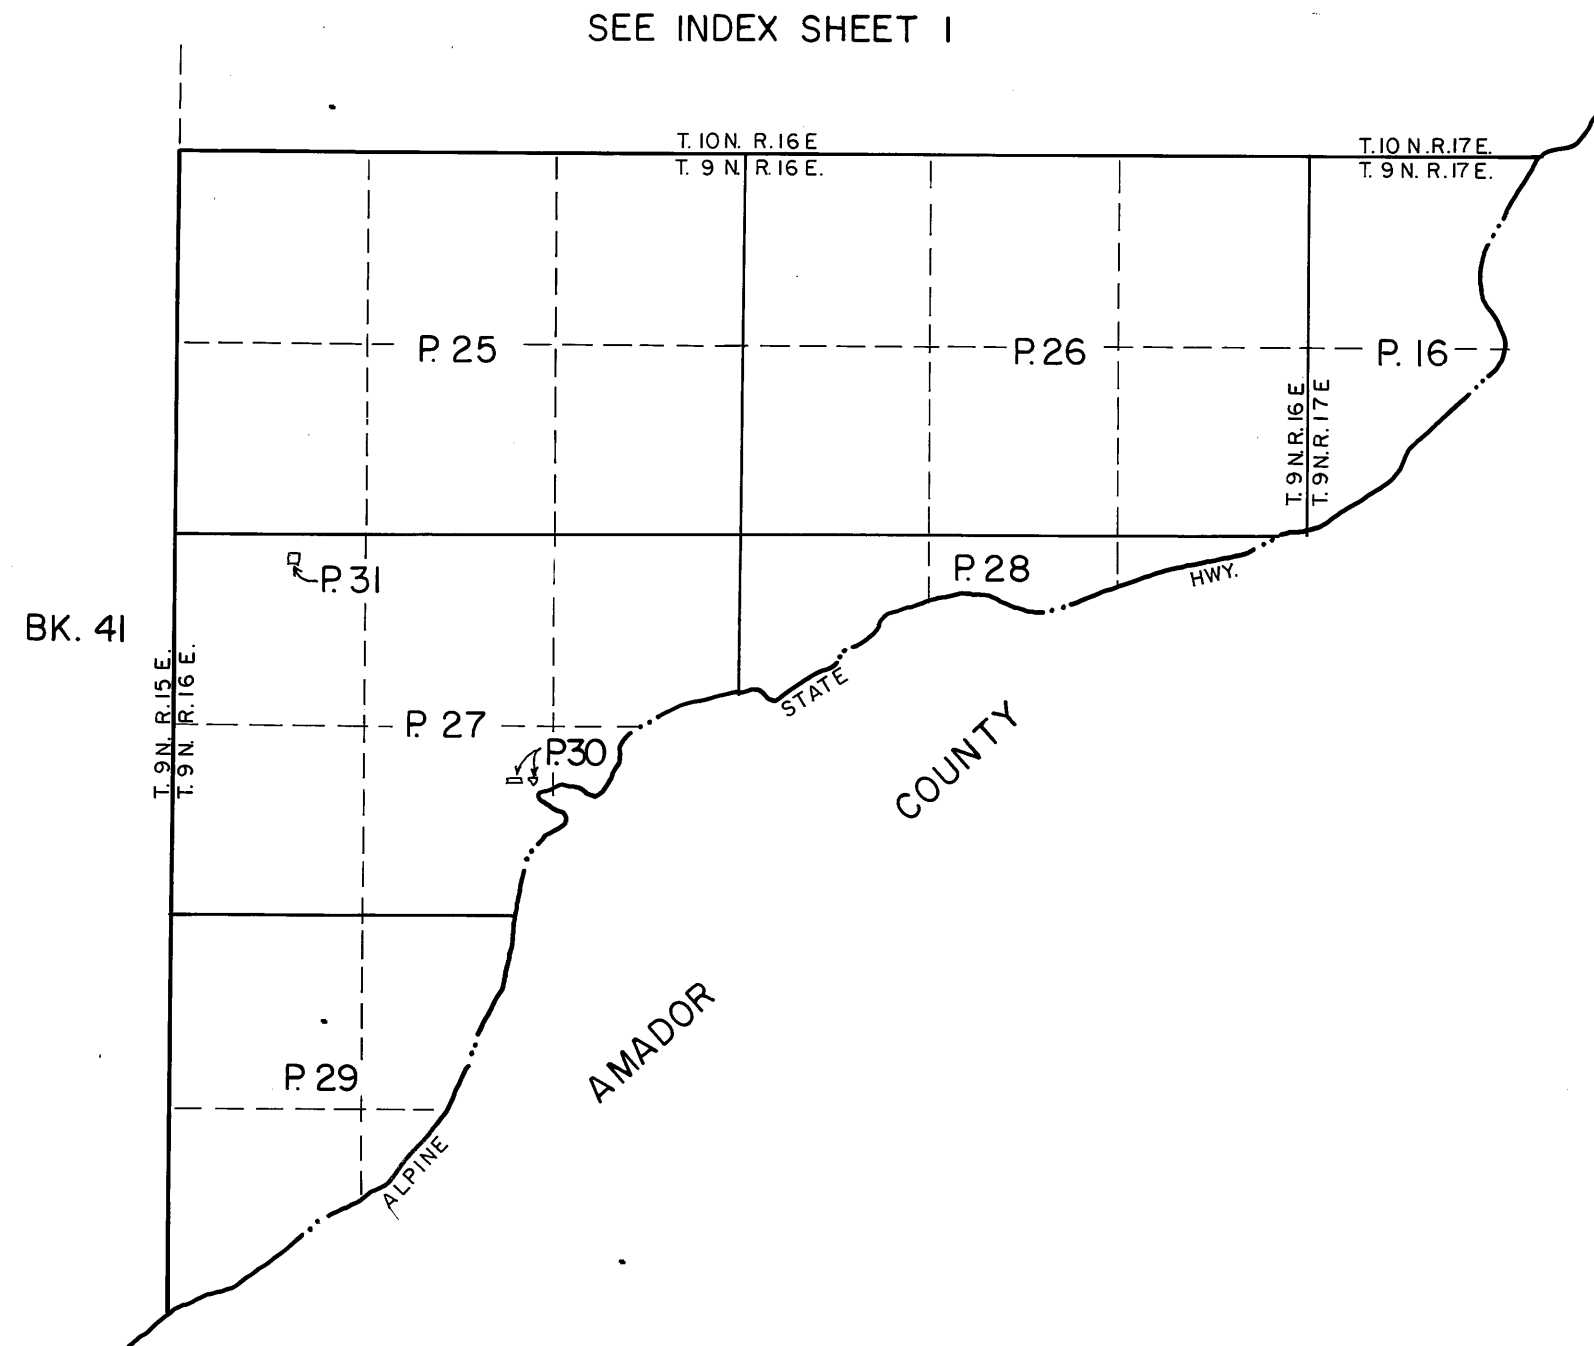 SEE INDEX SHEET 1
T. 10 N. R. 16 E
T. 9 N. R. 16 E.
T. 10 N. R. 17 E.
T. 9 N. R. 17 E.
P. 25
P. 26
P. 16
T. 9 N. R. 16 E
T. 9 N. R. 17 E
P. 31
P. 28
HWY.
BK. 41
T. 9 N. R. 15 E.
T. 9 N. R. 16 E.
STATE
P. 27
P. 30
COUNTY
AMADOR
P. 29
ALPINE